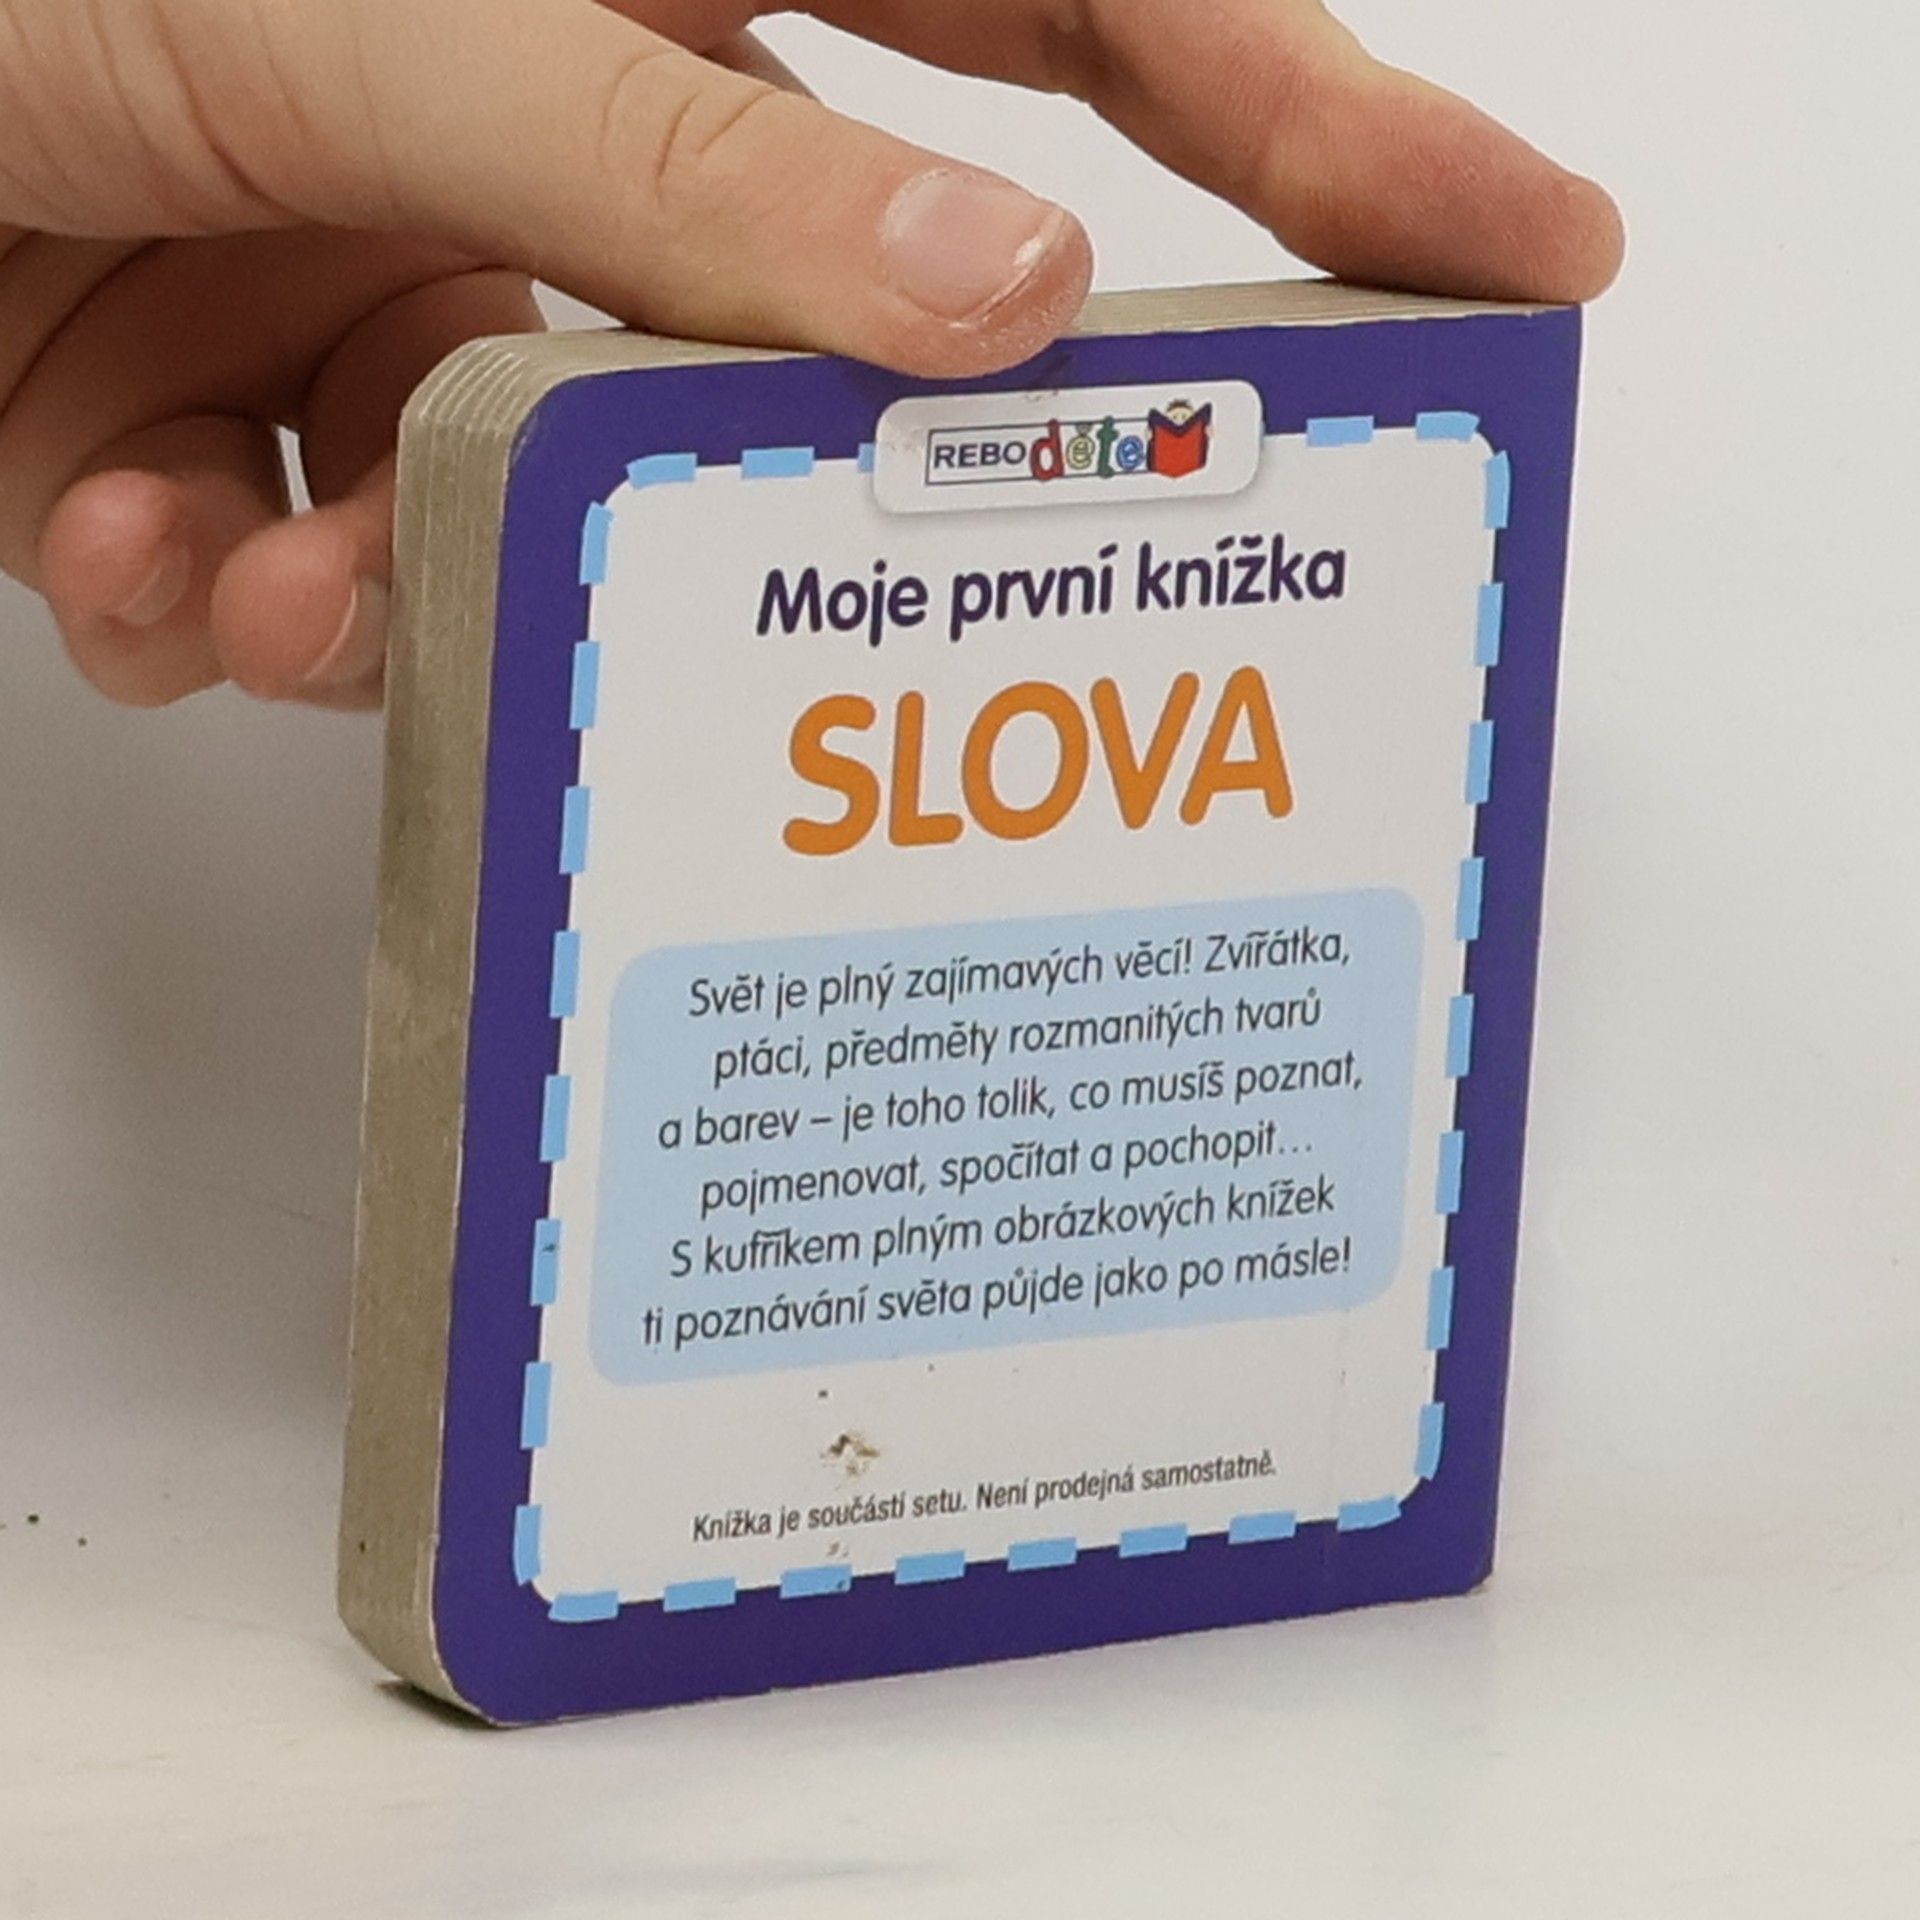 REBO dětem
Moje první knížka
SLOVA
Svět je plný zajímavých věcí! Zvířátka,
ptáci, předměty rozmanitých tvarů
a barev – je toho tolik, co musíš poznat,
pojmenovat, spočítat a pochopit...
S kufříkem plným obrázkových knížek
ti poznávání světa půjde jako po másle!
Knížka je součástí setu. Není prodejná samostatně.